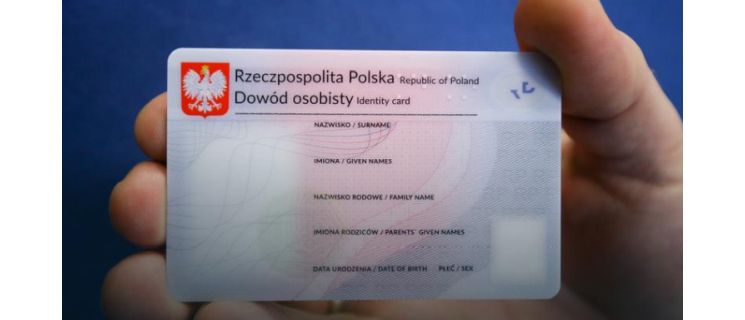 Rzeczpospolita Polska Republic of Poland
Dowód osobisty Identity card
NAZWISKO / SURNAME
IMIONA / GIVEN NAMES
NAZWISKO RODOWE / FAMILY NAME
IMIONA RODZICÓW / PARENTS' GIVEN NAMES
DATA URODZENIA / DATE OF BIRTH PŁEĆ / SEX